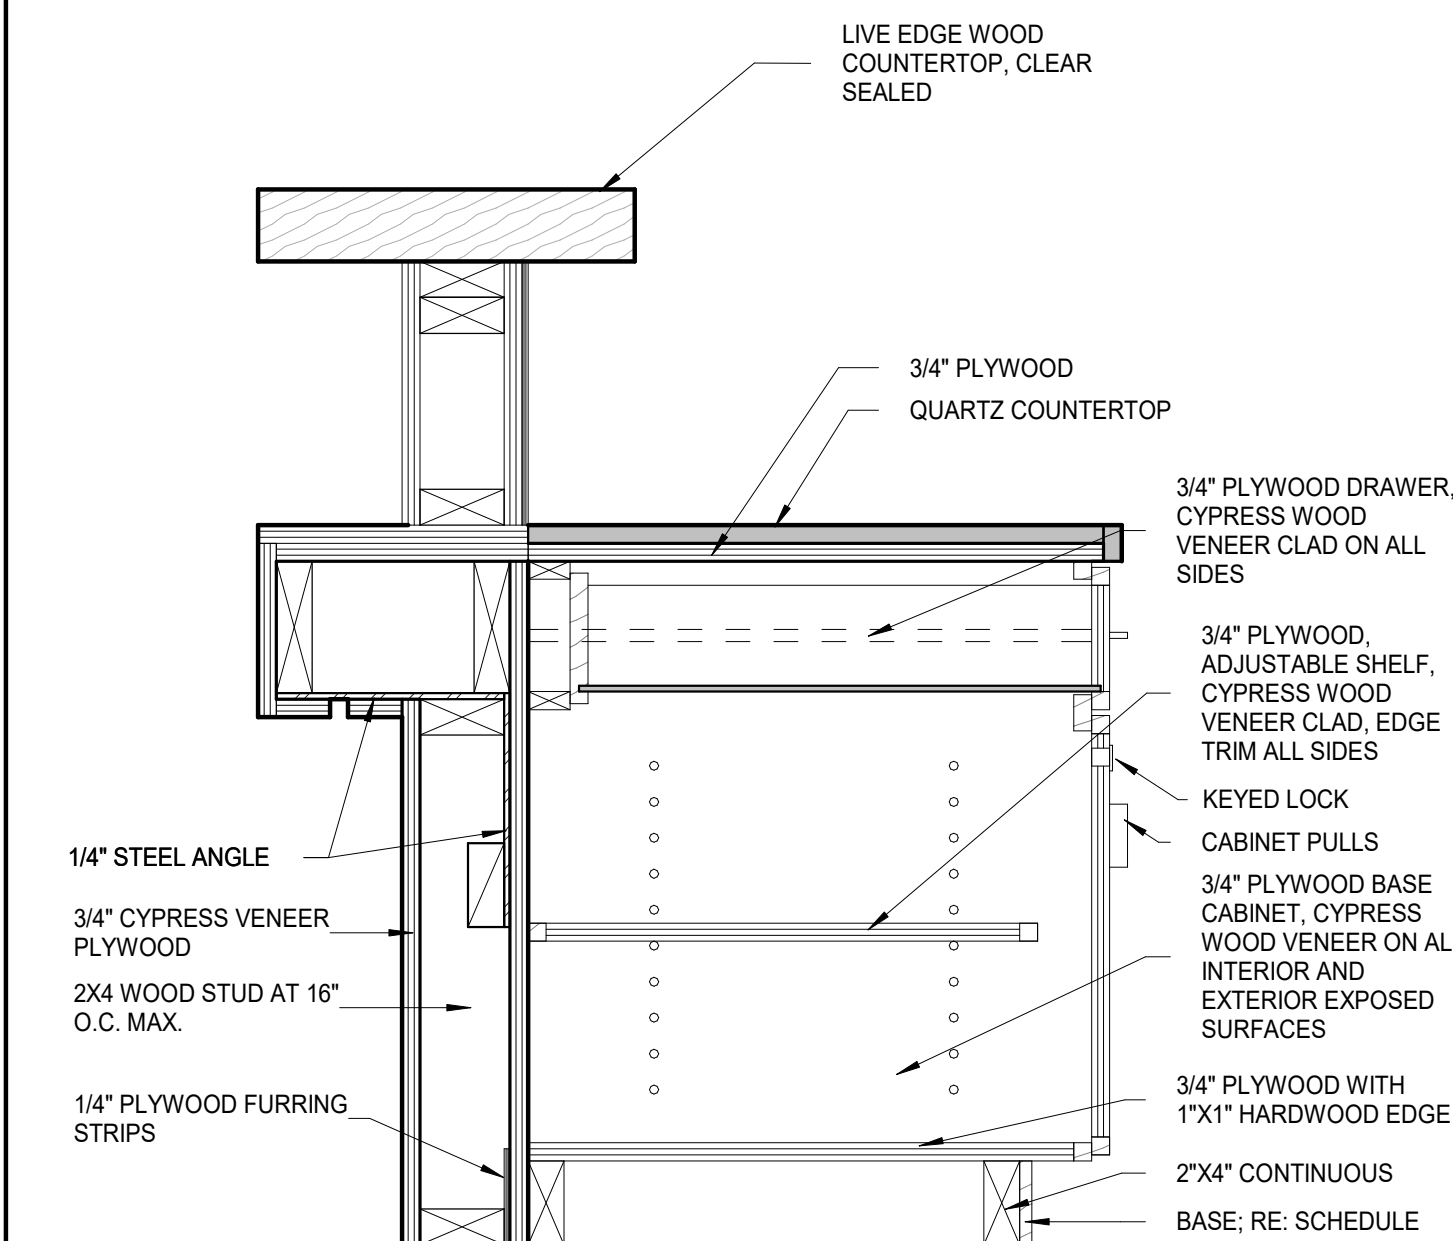 LIVE EDGE WOOD
COUNTERTOP, CLEAR
SEALED
3/4" PLYWOOD
QUARTZ COUNTERTOP
3/4" PLYWOOD DRAWER,
CYPRESS WOOD
VENEER CLAD ON ALL
SIDES
3/4" PLYWOOD,
ADJUSTABLE SHELF,
CYPRESS WOOD
VENEER CLAD, EDGE
TRIM ALL SIDES
KEYED LOCK
CABINET PULLS
3/4" PLYWOOD BASE
CABINET, CYPRESS
WOOD VENEER ON AL
INTERIOR AND
EXTERIOR EXPOSED
SURFACES
3/4" PLYWOOD WITH
1"X1" HARDWOOD EDGE
2"X4" CONTINUOUS
BASE; RE: SCHEDULE
1/4" STEEL ANGLE
3/4" CYPRESS VENEER
PLYWOOD
2X4 WOOD STUD AT 16"
O.C. MAX.
1/4" PLYWOOD FURRING
STRIPS